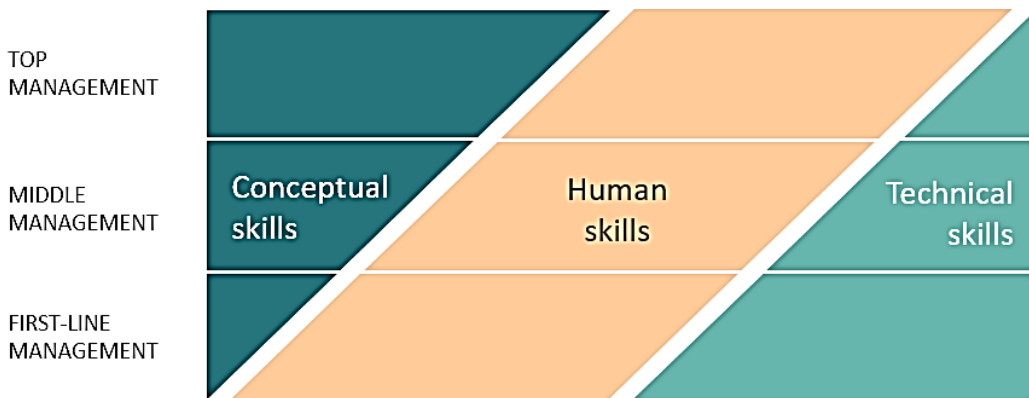 TOP
MANAGEMENT
MIDDLE
MANAGEMENT
Conceptual
skills
Human
skills
Technical
skills
FIRST-LINE
MANAGEMENT